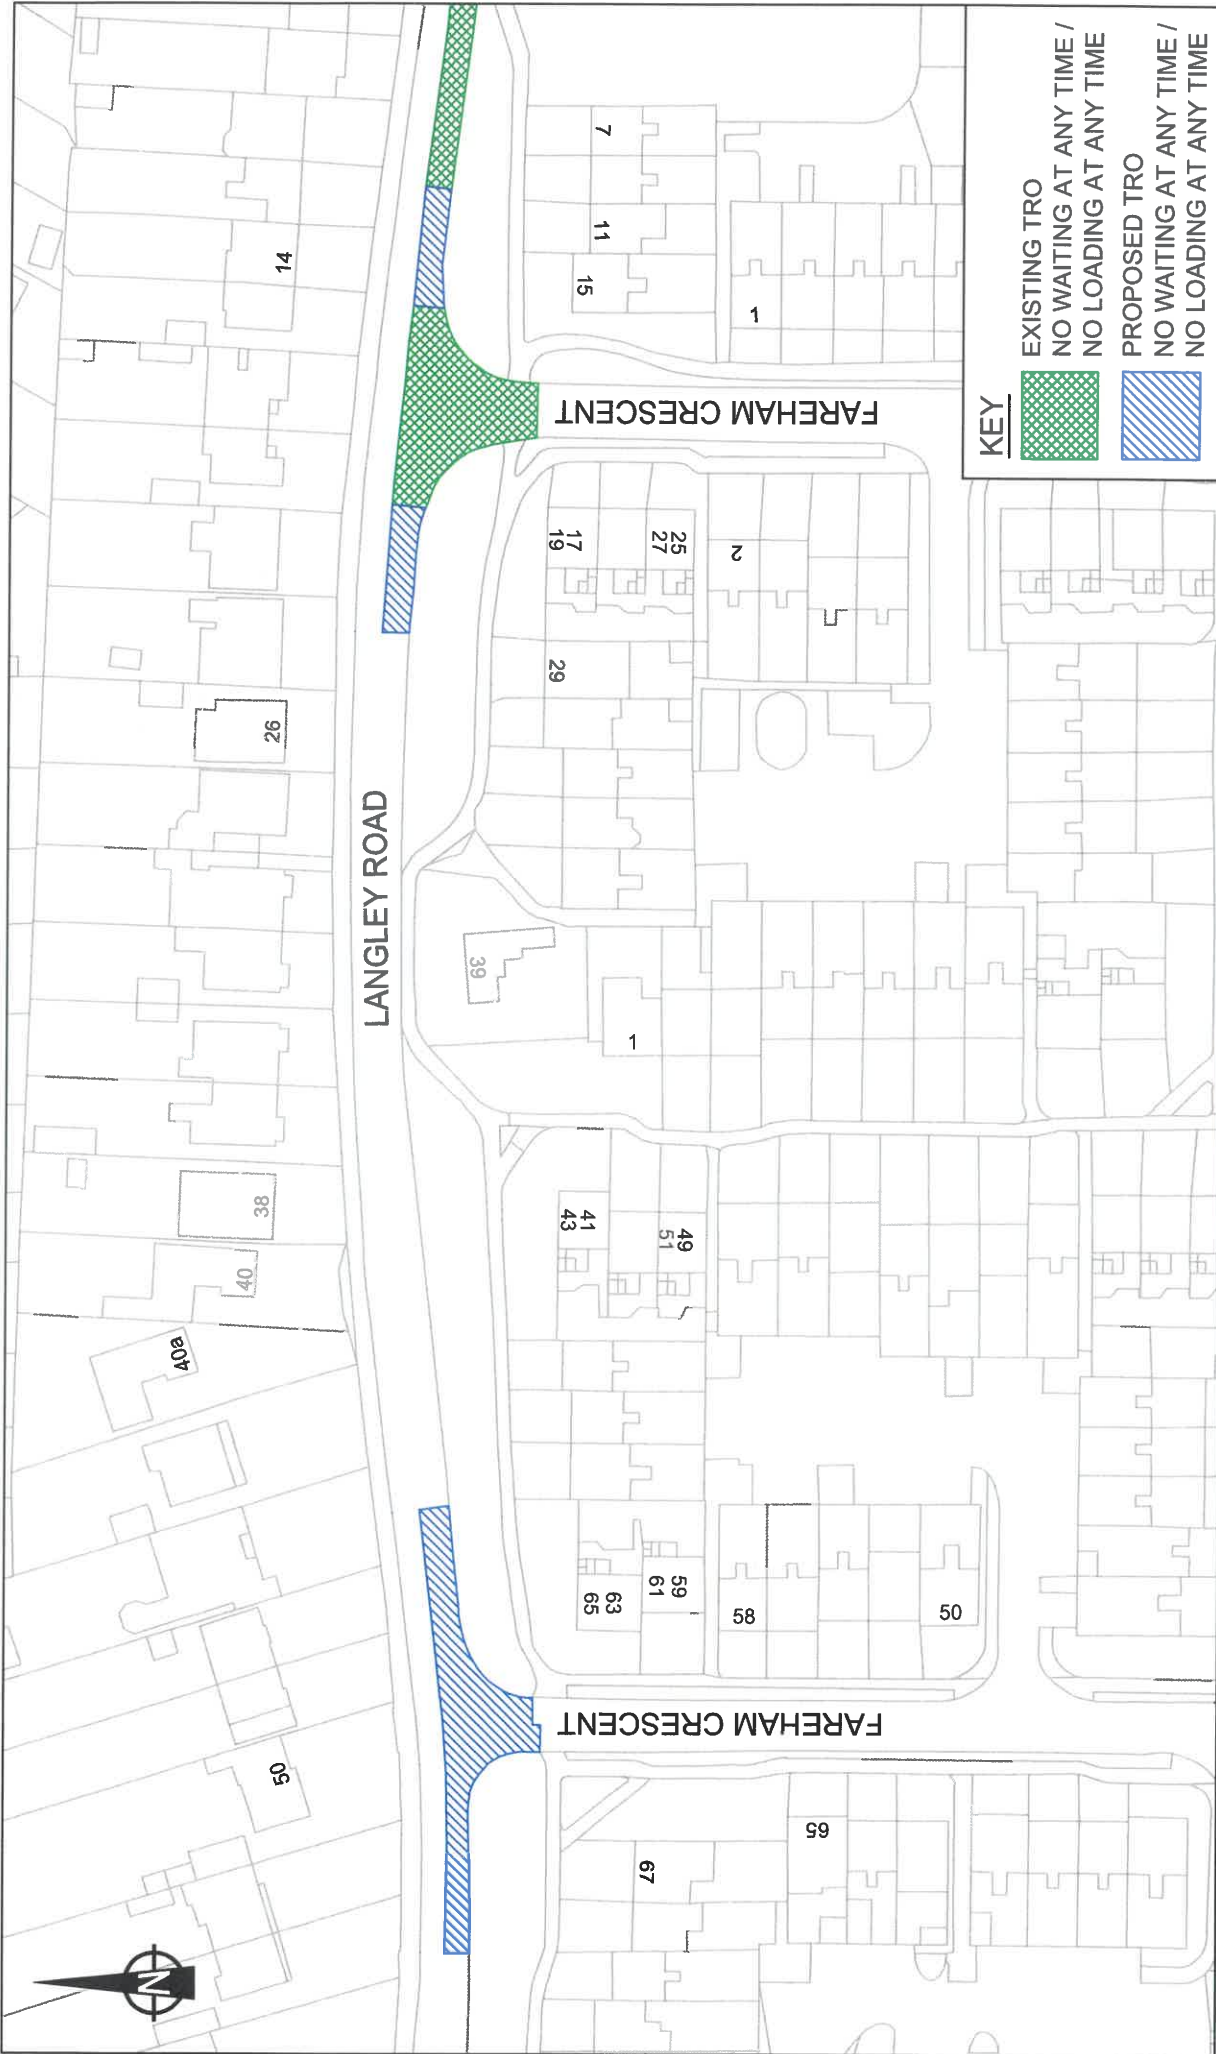 LANGLEY ROAD
FAREHAM CRESCENT
FAREHAM CRESCENT
KEY
EXISTING TRO
NO WAITING AT ANY TIME /
NO LOADING AT ANY TIME
PROPOSED TRO
NO WAITING AT ANY TIME /
NO LOADING AT ANY TIME
N
14
26
38
40
40a
50
7
11
15
1
17
19
25
27
2
29
39
1
41
43
49
51
59
61
63
65
58
50
67
65